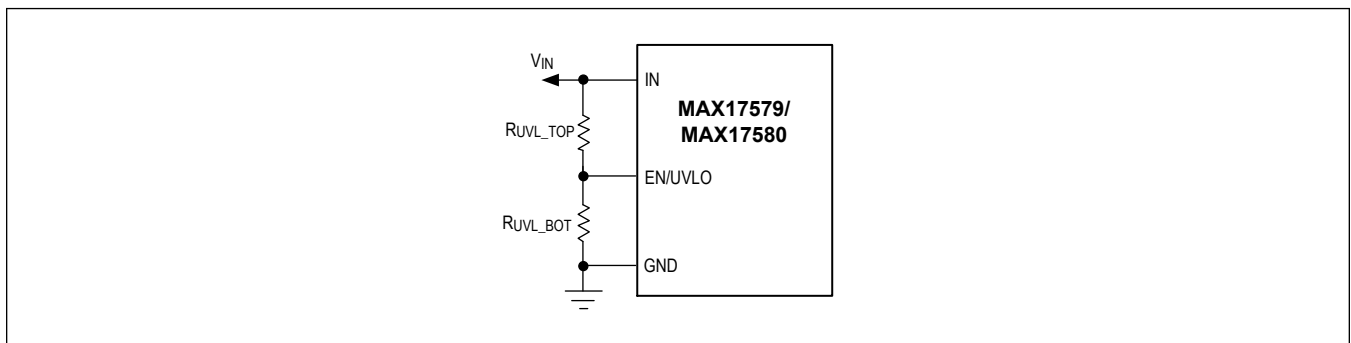 VIN
IN
MAX17579/
MAX17580
RUVL_TOP
EN/UVLO
RUVL_BOT
GND